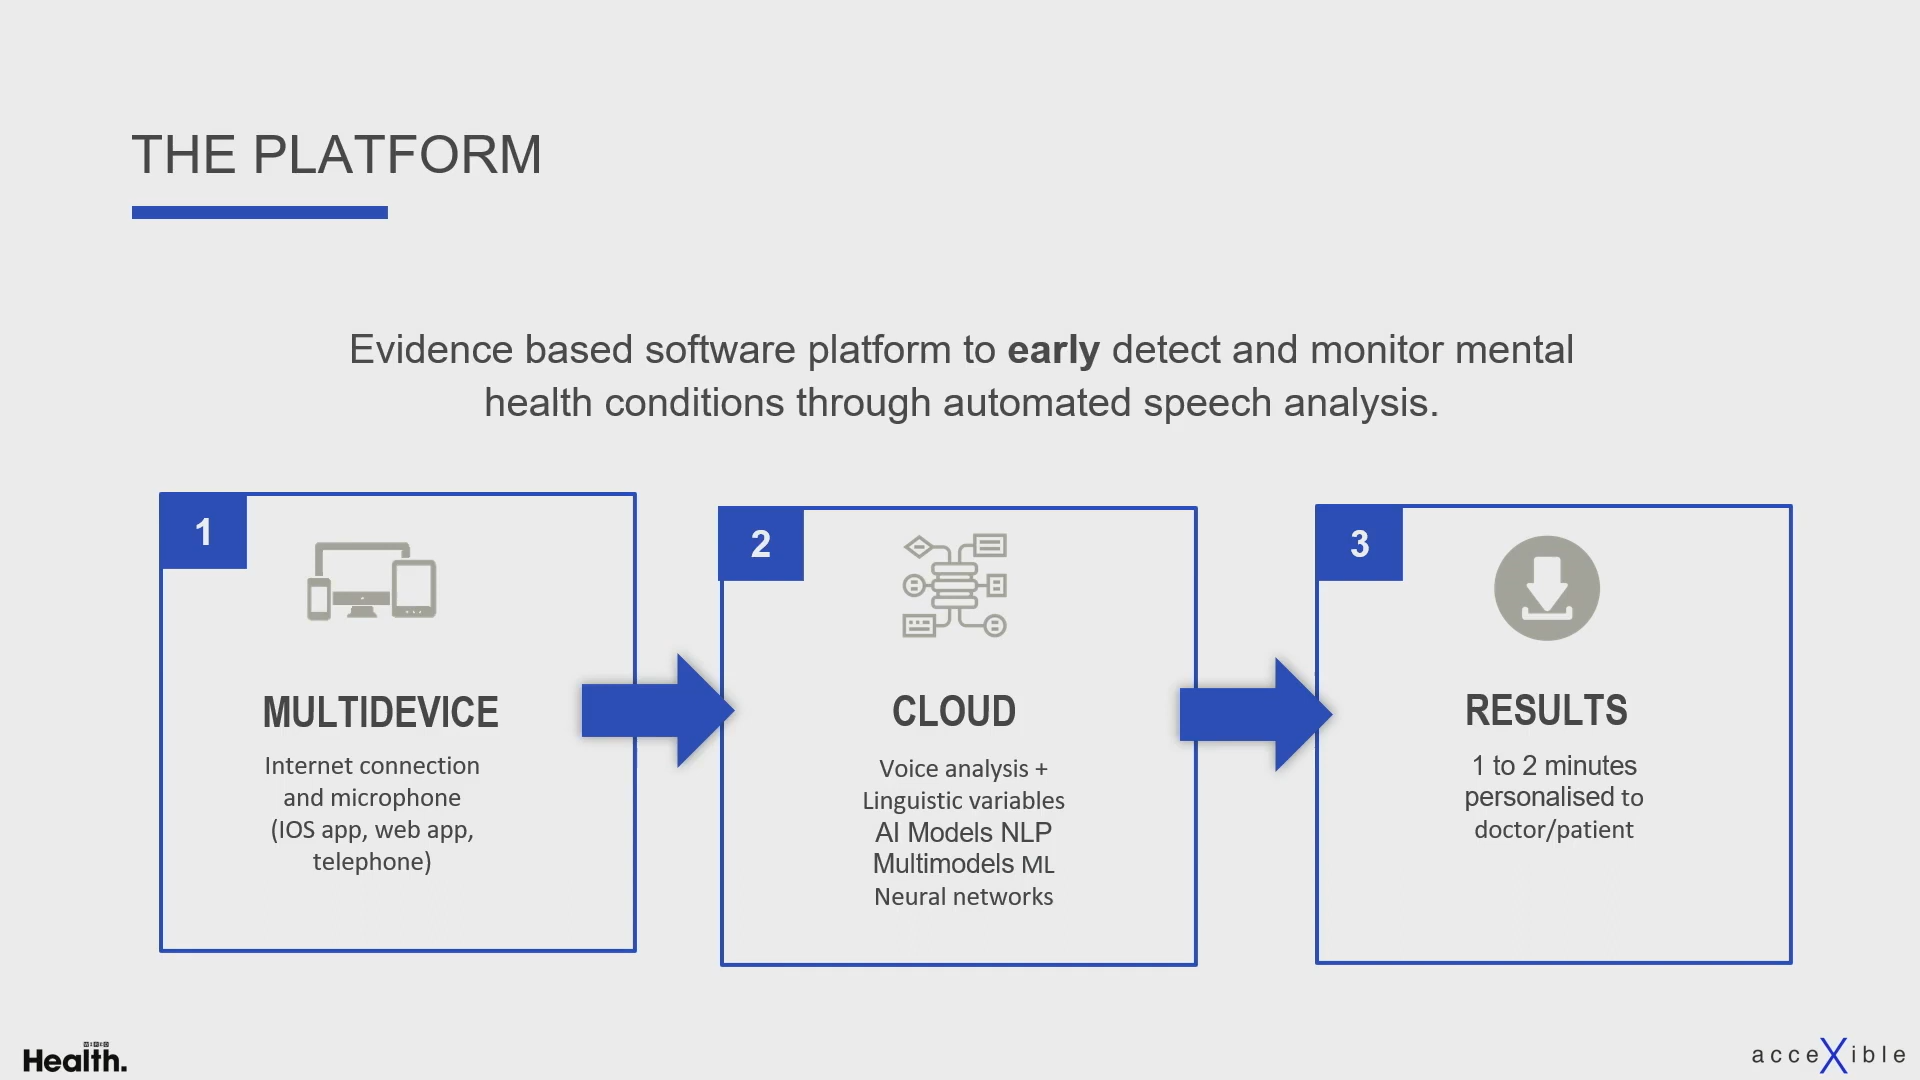 THE PLATFORM
Evidence based software platform to early detect and monitor mental
health conditions through automated speech analysis.
1
MULTIDEVICE
Internet connection
and microphone
(IOS app, web app,
telephone)
2
CLOUD
Voice analysis +
Linguistic variables
AI Models NLP
Multimodels ML
Neural networks
3
RESULTS
1 to 2 minutes
personalised to
doctor/patient
WIRED
Health.
acceXible